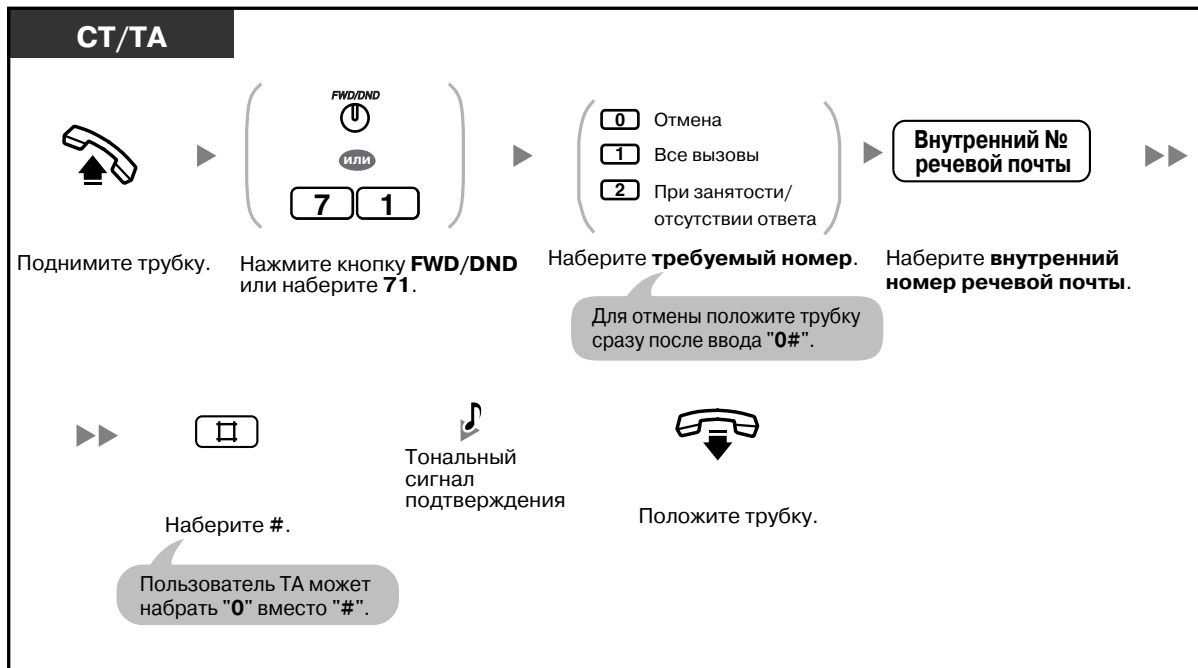 СТ/ТА
FWD/DND
или
7 1
0 Отмена
1 Все вызовы
2 При занятости/
отсутствии ответа
Внутренний №
речевой почты
Поднимите трубку.
Нажмите кнопку FWD/DND
или наберите 71.
Наберите требуемый номер.
Для отмены положите трубку
сразу после ввода "0#".
Наберите внутренний
номер речевой почты.
#
Наберите #.
Пользователь ТА может
набрать "0" вместо "#".
Тональный
сигнал
подтверждения
Положите трубку.